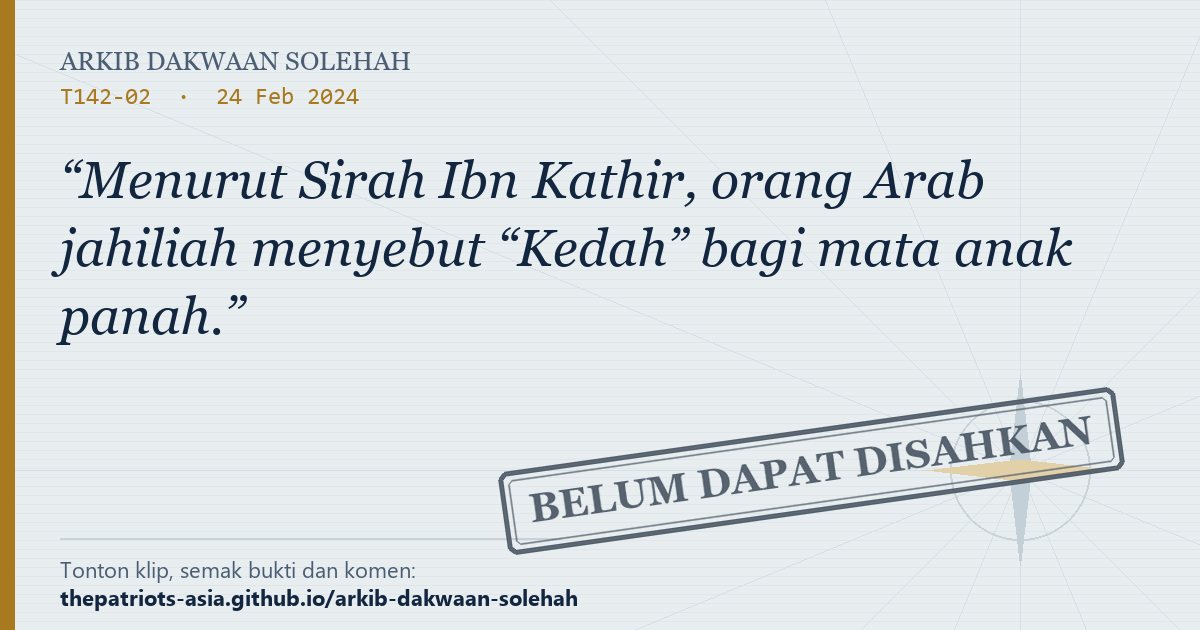 ARKIB DAKWAAN SOLEHAH
T142-02 · 24 Feb 2024
“Menurut Sirah Ibn Kathir, orang Arab
jahiliah menyebut “Kedah” bagi mata anak
panah.”
BELUM DAPAT DISAHKAN
Tonton klip, semak bukti dan komen:
thepatriots-asia.github.io/arkib-dakwaan-solehah